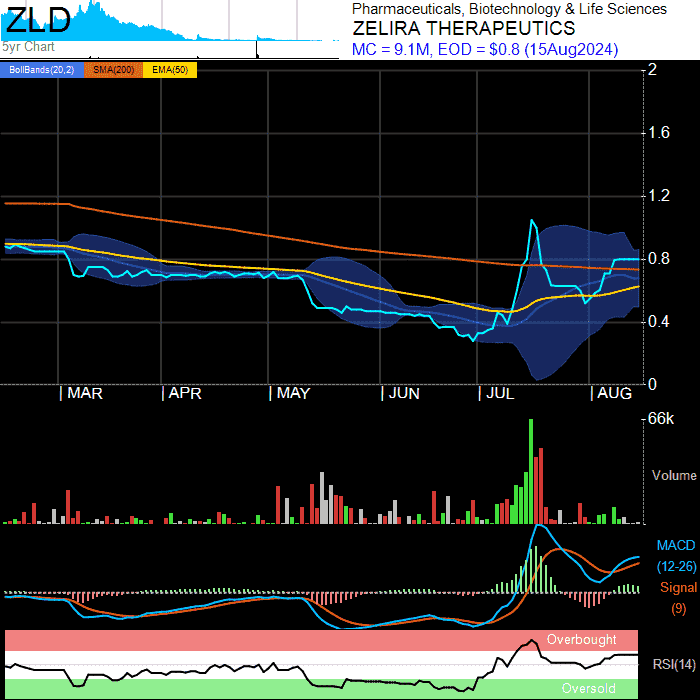 ZLD
5yr Chart
Pharmaceuticals, Biotechnology & Life Sciences
ZELIRA THERAPEUTICS
MC = 9.1M, EOD = $0.8 (15Aug2024)
BollBands(20,2) SMA(200) EMA(50)
2
1.6
1.2
0.8
0.4
0
MAR APR MAY JUN JUL AUG
66k
Volume
MACD
(12-26)
Signal
(9)
Overbought
RSI(14)
Oversold